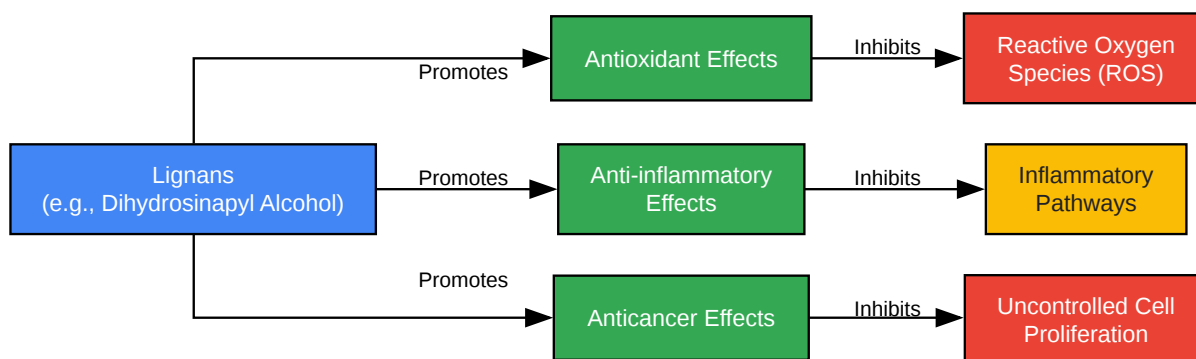 Promotes
Antioxidant Effects
Inhibits
Reactive Oxygen
Species (ROS)
Lignans
(e.g., Dihydrosinapyl Alcohol)
Promotes
Anti-inflammatory
Effects
Inhibits
Inflammatory
Pathways
Promotes
Anticancer Effects
Inhibits
Uncontrolled Cell
Proliferation